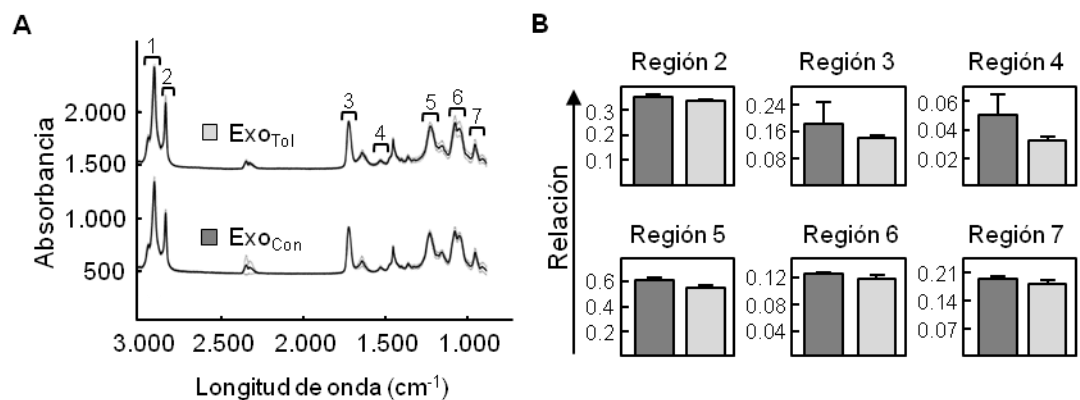 A
1
2
3
4
5
6
7
Absorbancia
2.000
1.500
1.000
500
ExoTol
ExoCon
3.000 2.500 2.000 1.500 1.000
Longitud de onda (cm-1)
B
Relación
Región 2
0.3
0.2
0.1
Región 3
0.24
0.16
0.08
Región 4
0.06
0.04
0.02
Región 5
0.6
0.4
0.2
Región 6
0.12
0.08
0.04
Región 7
0.21
0.14
0.07